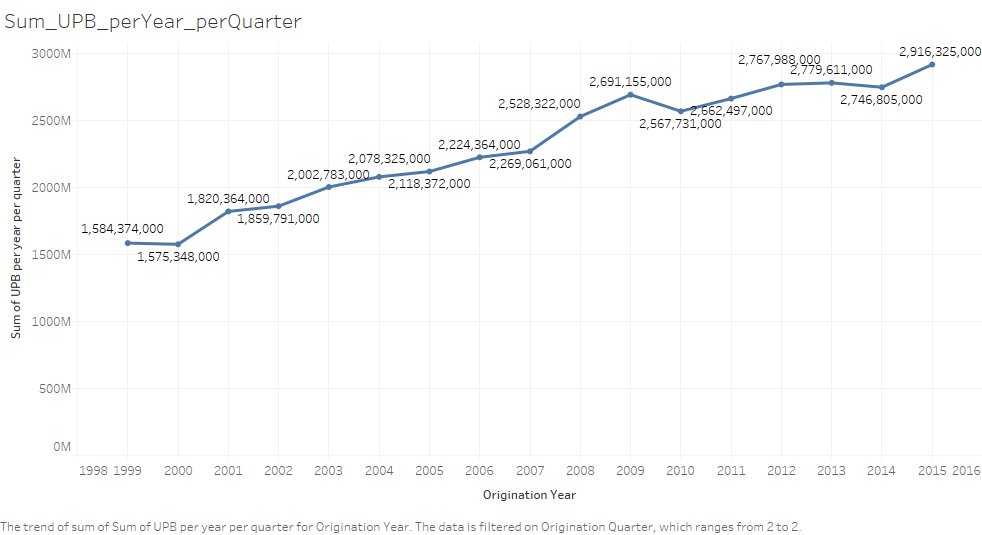 Sum_UPB_perYear_perQuarter
3000M
2500M
2000M
1500M
1000M
500M
0M
Sum of UPB per year per quarter
1,584,374,000
1,575,348,000
1,820,364,000
1,859,791,000
2,002,783,000
2,078,325,000
2,118,372,000
2,224,364,000
2,269,061,000
2,528,322,000
2,691,155,000
2,567,731,000
2,662,497,000
2,767,988,000
2,779,611,000
2,746,805,000
2,916,325,000
1998 1999 2000 2001 2002 2003 2004 2005 2006 2007 2008 2009 2010 2011 2012 2013 2014 2015 2016
Origination Year
The trend of sum of Sum of UPB per year per quarter for Origination Year. The data is filtered on Origination Quarter, which ranges from 2 to 2.